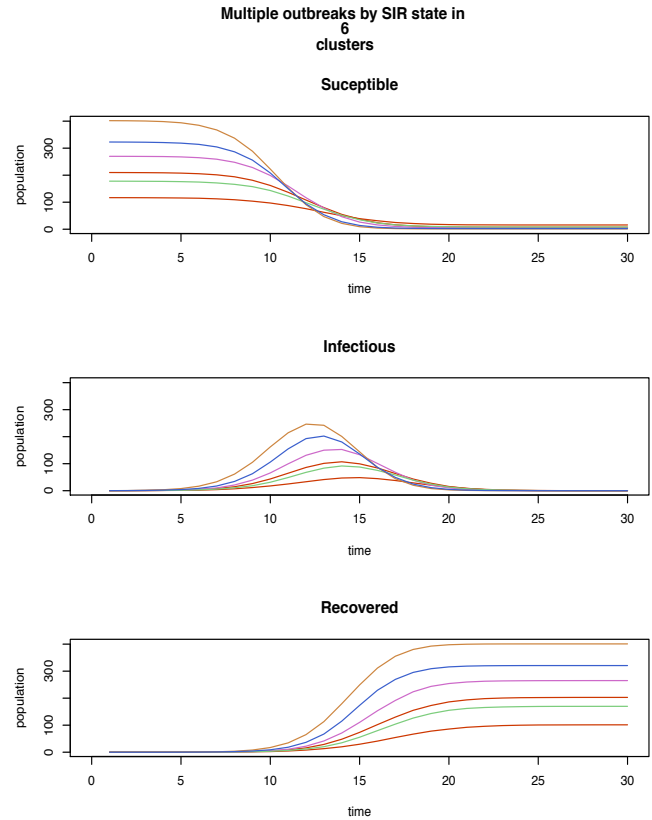 Multiple outbreaks by SIR state in
6
clusters
Suceptible
population
0 100 300
0 5 10 15 20 25 30
time
Infectious
population
0 100 300
0 5 10 15 20 25 30
time
Recovered
population
0 100 300
0 5 10 15 20 25 30
time